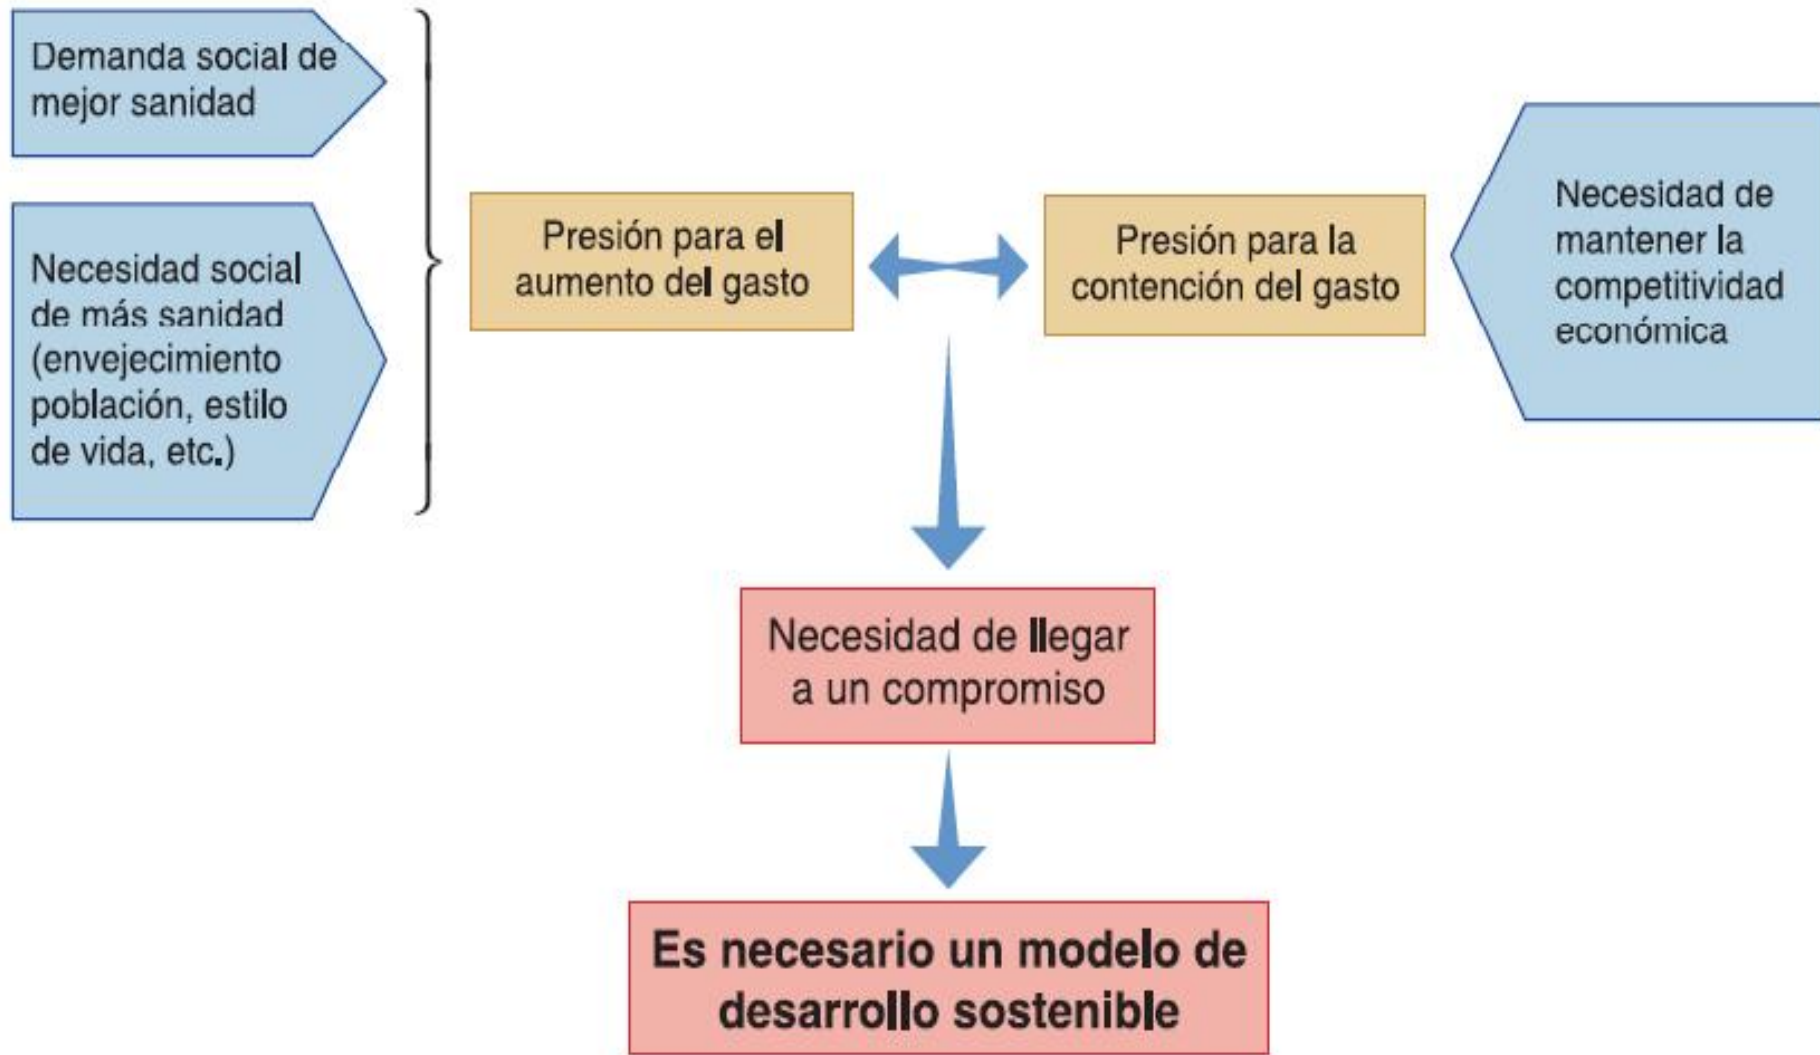 Demanda social de
mejor sanidad
Necesidad social
de más sanidad
(envejecimiento
población, estilo
de vida, etc.)
Presión para el
aumento del gasto
Presión para la
contención del gasto
Necesidad de
mantener la
competitividad
económica
Necesidad de llegar
a un compromiso
Es necesario un modelo de
desarrollo sostenible